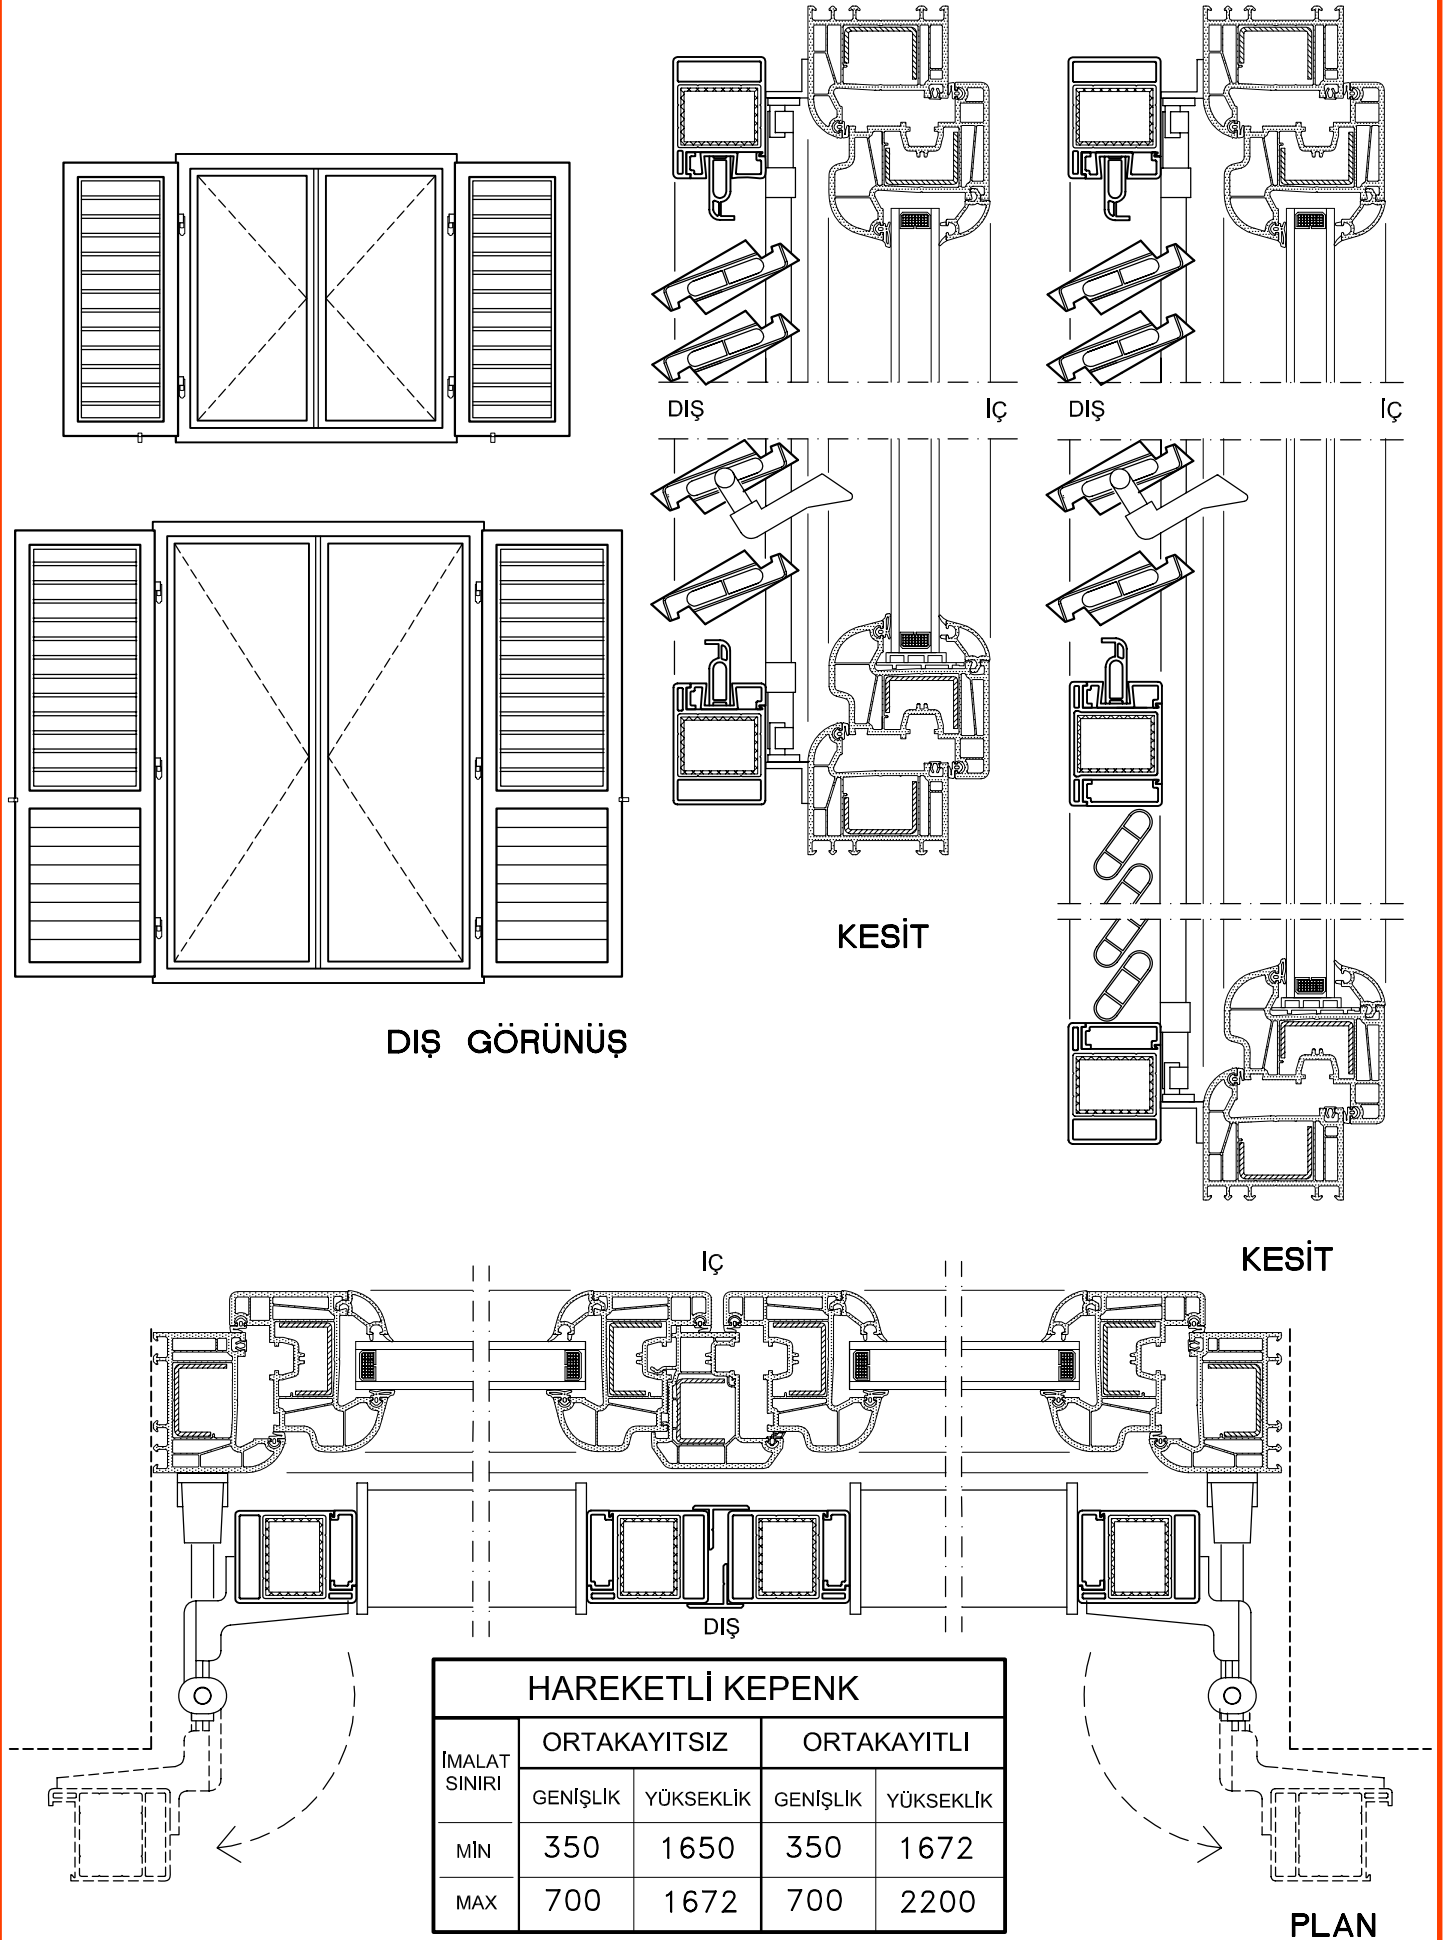 DIŞ
İÇ
DIŞ
İÇ
KESİT
DIŞ GÖRÜNÜŞ
KESİT
İÇ
DIŞ
HAREKETLİ KEPENK
İMALAT SINIRI
ORTAKAYITSIZ
ORTAKAYITLI
GENİŞLİK YÜKSEKLİK GENİŞLİK YÜKSEKLİK
MİN 350 1650 350 1672
MAX 700 1672 700 2200
PLAN